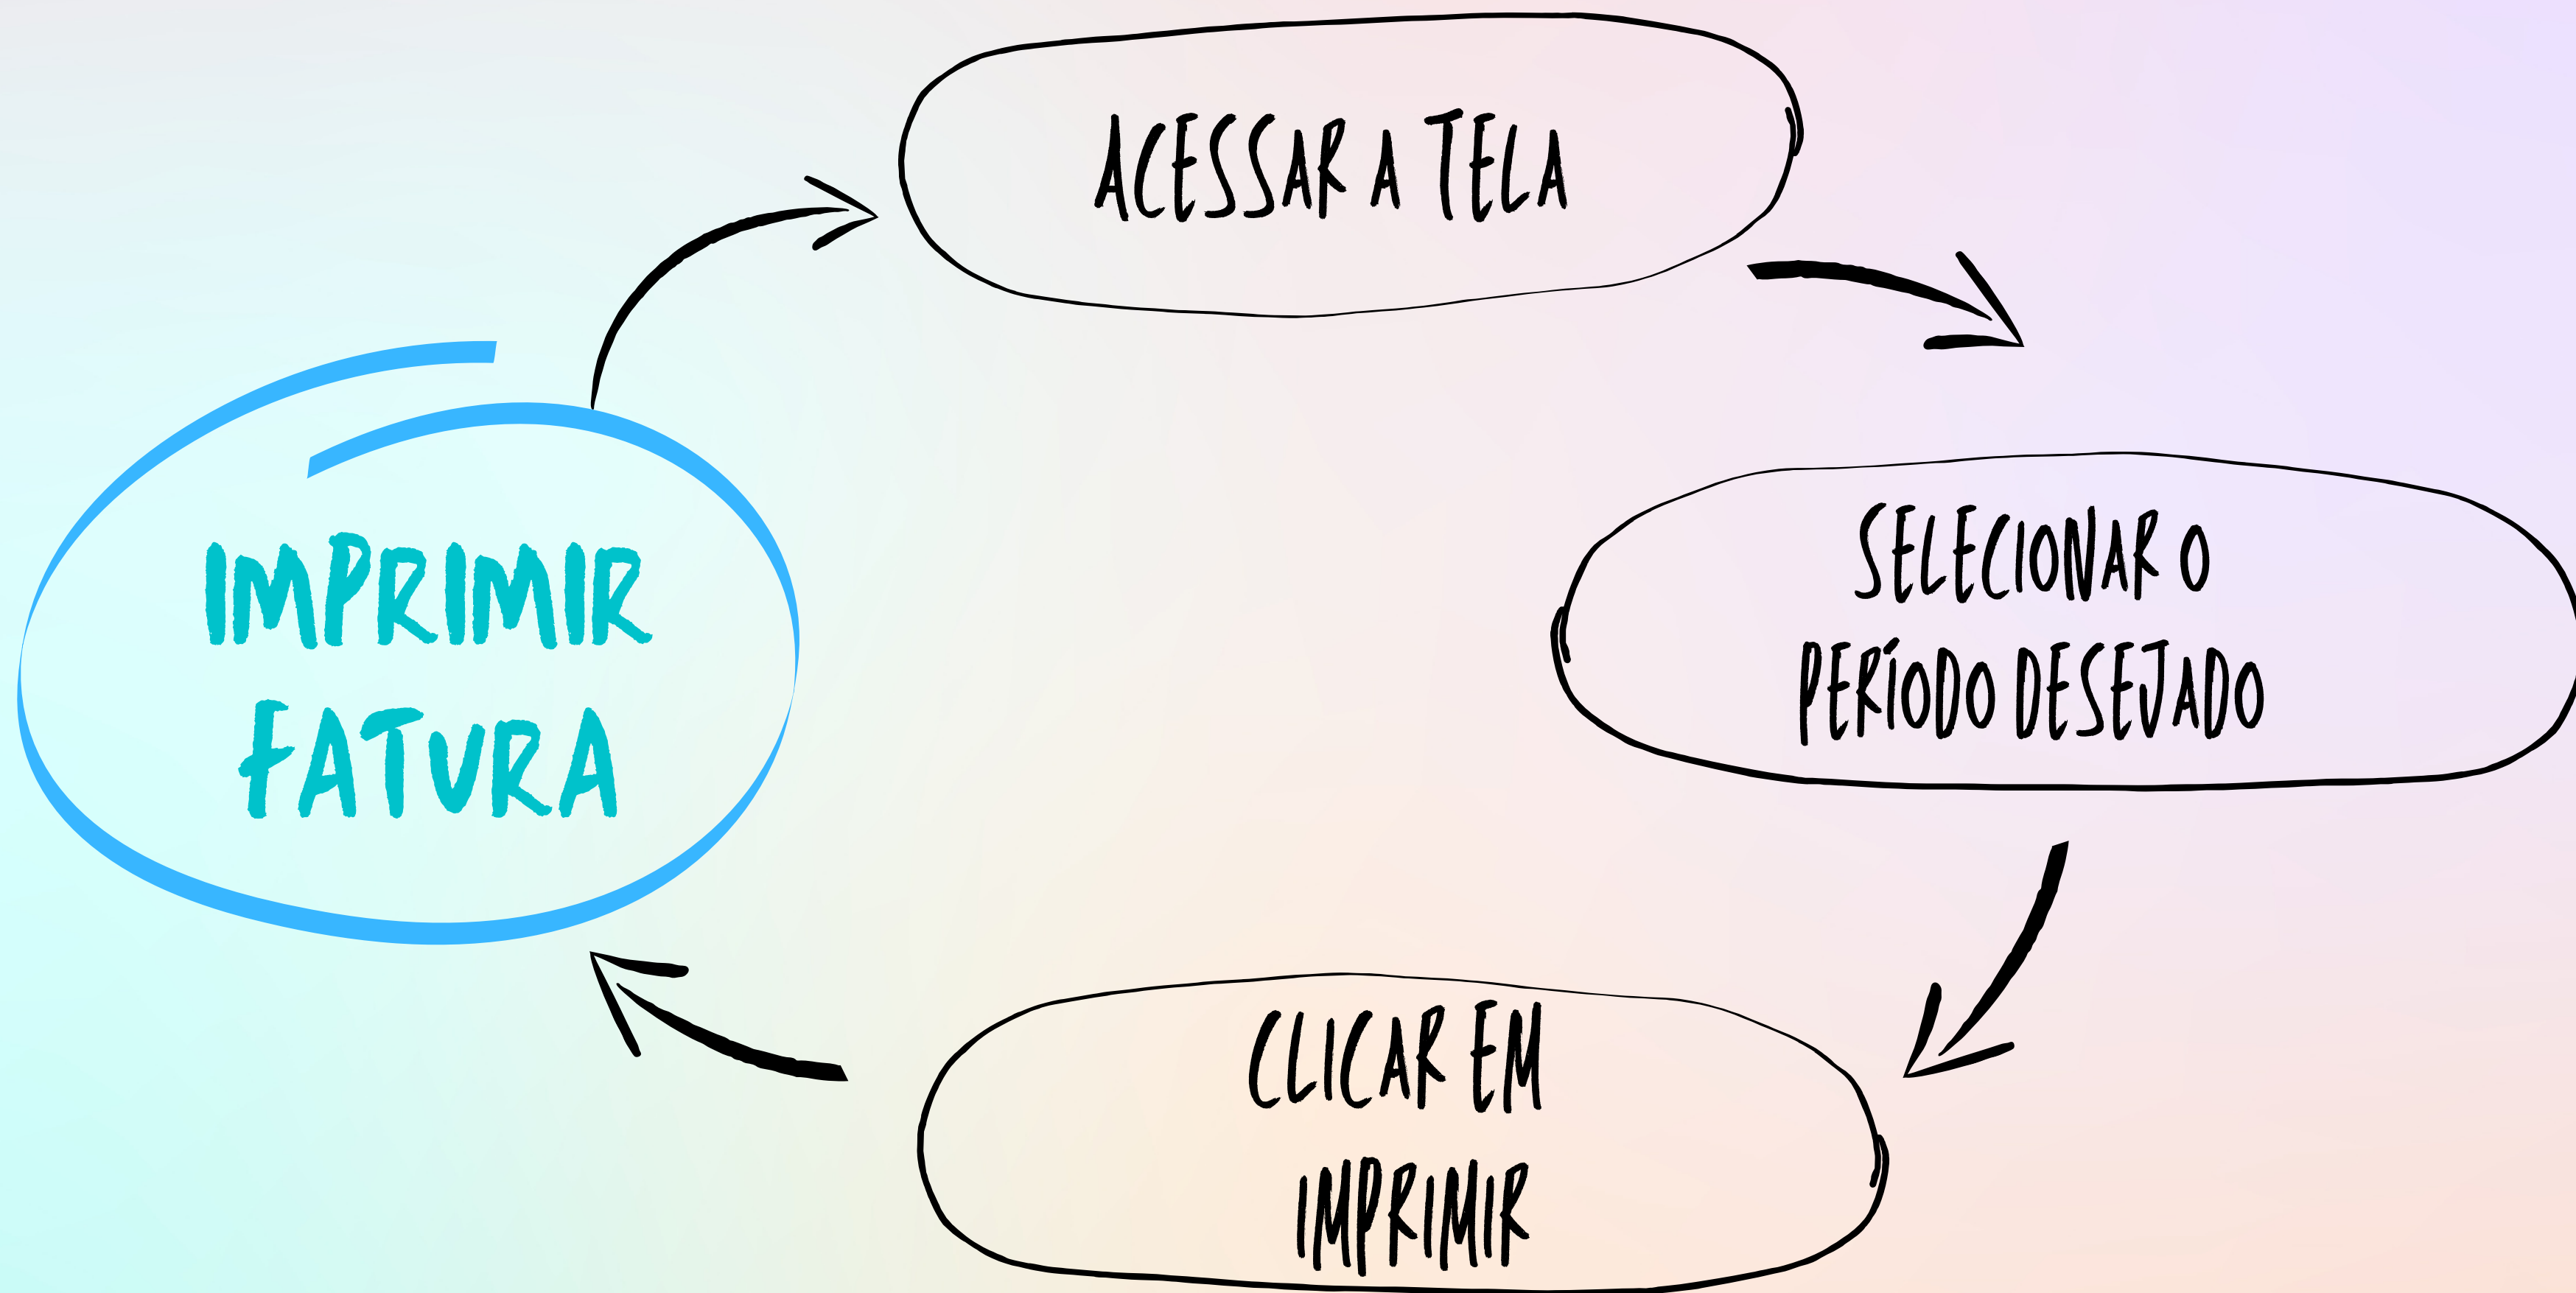 ACESSAR A TELA
IMPRIMIR
FATURA
SELECIONAR O
PERÍODO DESEJADO
CLICAR EM
IMPRIMIR